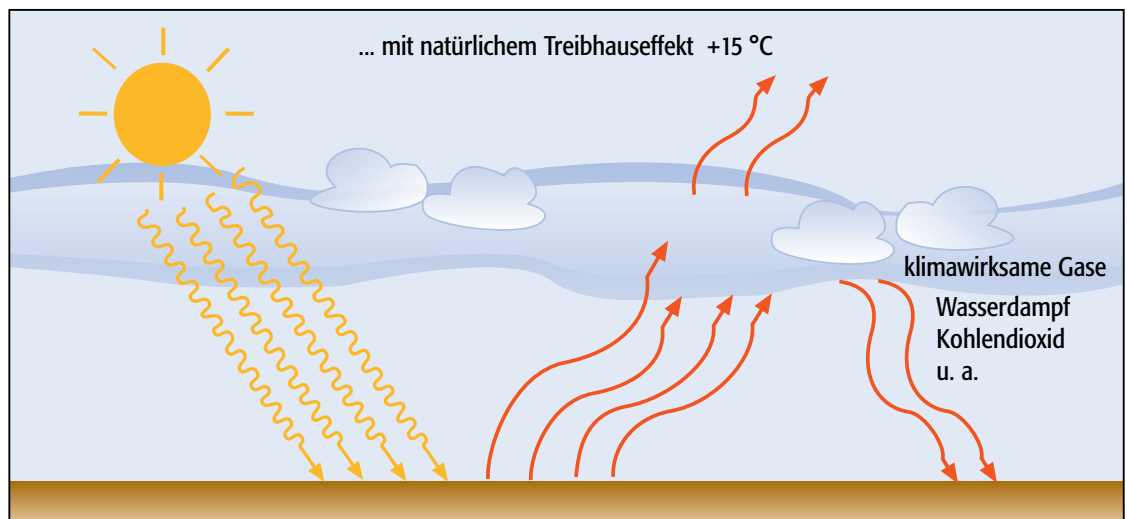 ... mit natürlichem Treibhauseffekt +15 °C
klimawirksame Gase
Wasserdampf
Kohlendioxid
u. a.